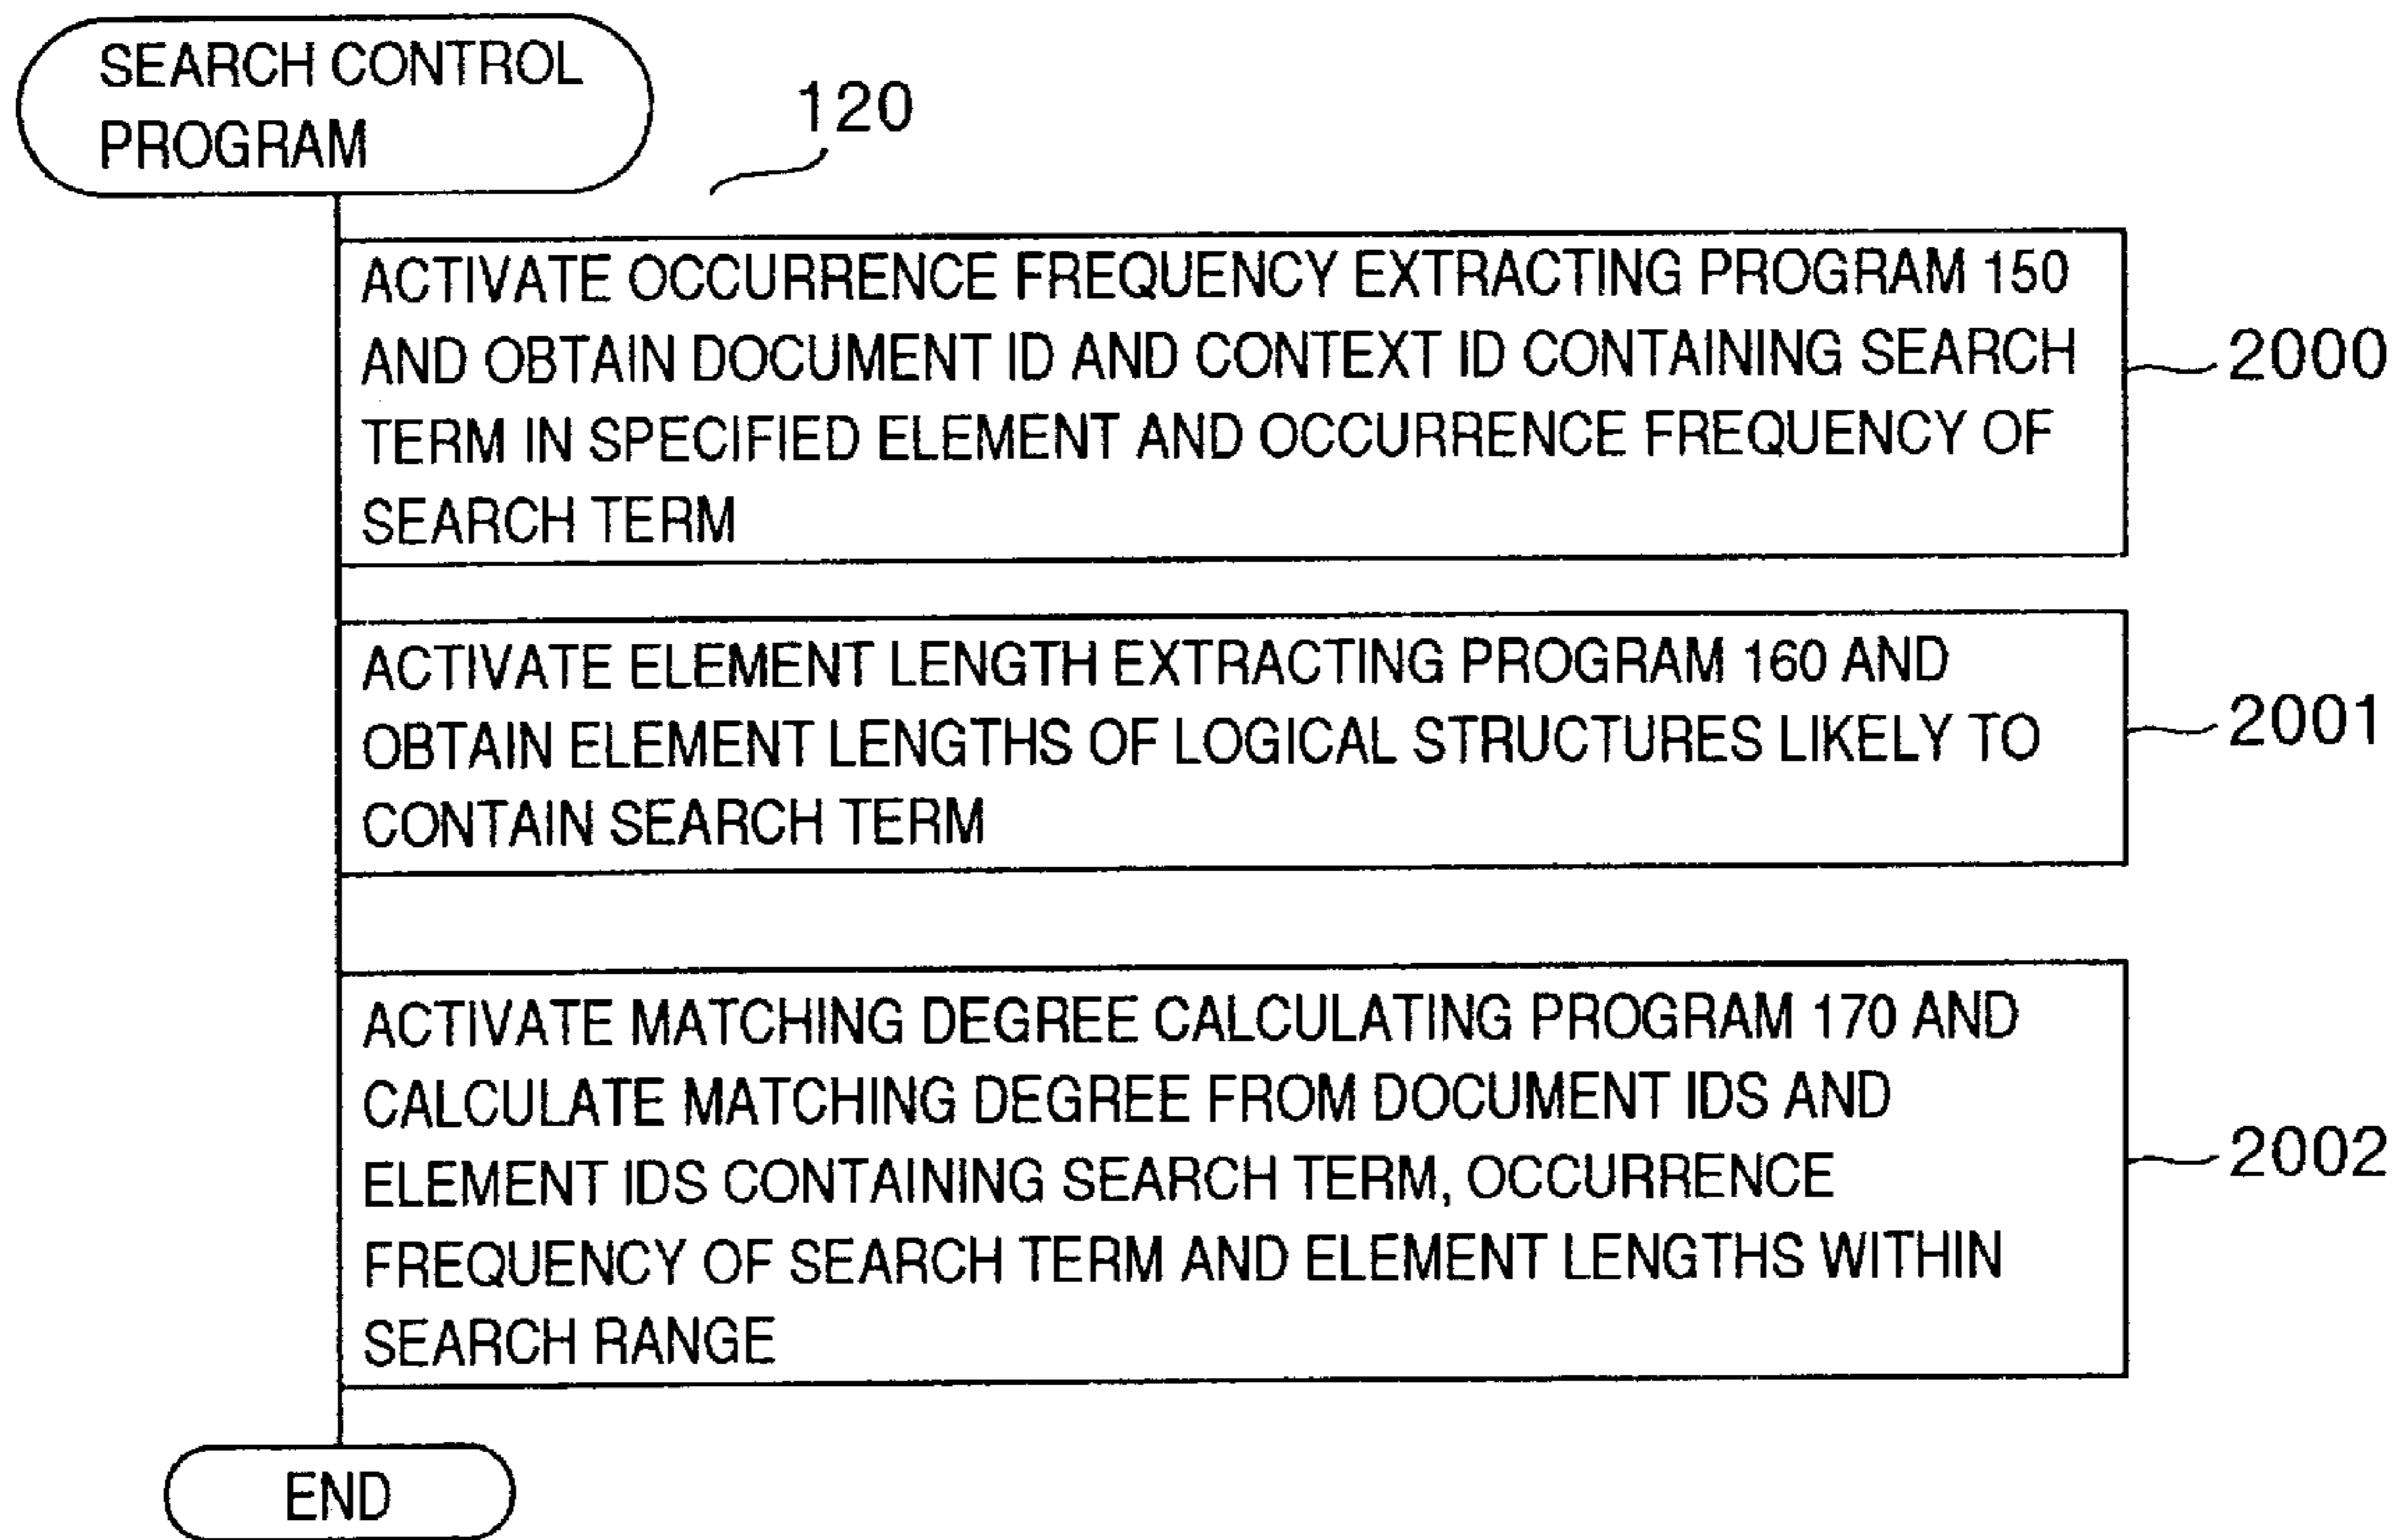 SEARCH CONTROL
PROGRAM
120
ACTIVATE OCCURRENCE FREQUENCY EXTRACTING PROGRAM 150
AND OBTAIN DOCUMENT ID AND CONTEXT ID CONTAINING SEARCH
TERM IN SPECIFIED ELEMENT AND OCCURRENCE FREQUENCY OF
SEARCH TERM
2000
ACTIVATE ELEMENT LENGTH EXTRACTING PROGRAM 160 AND
OBTAIN ELEMENT LENGTHS OF LOGICAL STRUCTURES LIKELY TO
CONTAIN SEARCH TERM
2001
ACTIVATE MATCHING DEGREE CALCULATING PROGRAM 170 AND
CALCULATE MATCHING DEGREE FROM DOCUMENT IDS AND
ELEMENT IDS CONTAINING SEARCH TERM, OCCURRENCE
FREQUENCY OF SEARCH TERM AND ELEMENT LENGTHS WITHIN
SEARCH RANGE
2002
END